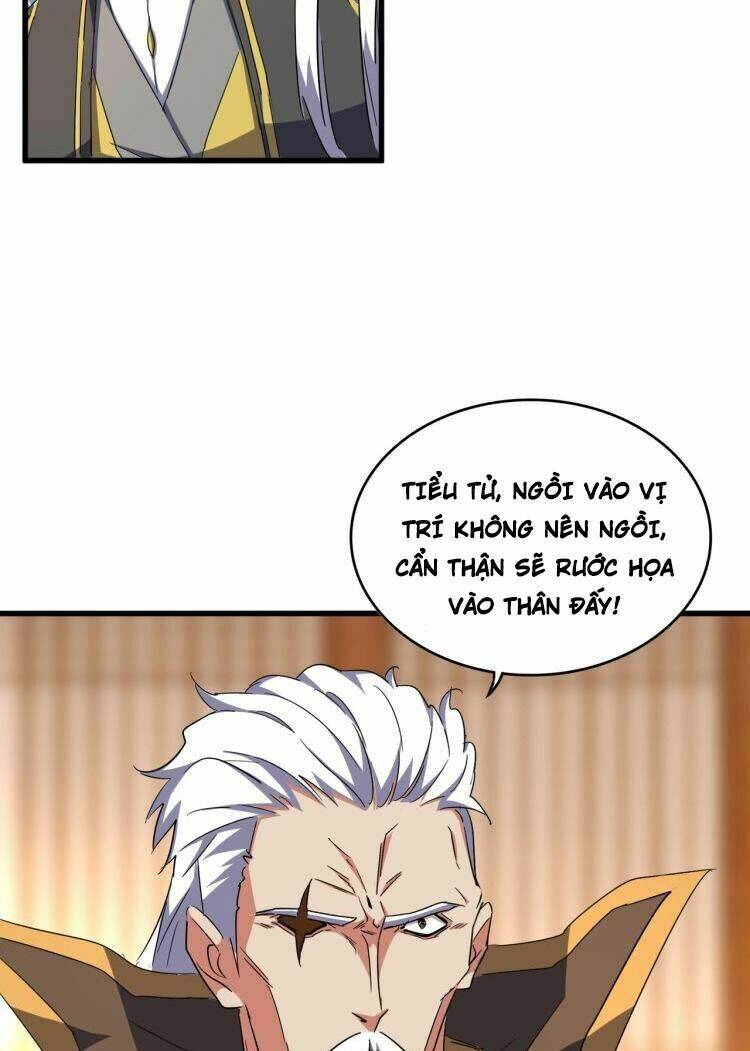 TIỂU TỬ, NGỒI VÀO VỊ
TRÍ KHÔNG NÊN NGỒI,
CẨN THẬN SẼ RƯỚC HỌA
VÀO THÂN ĐẤY!